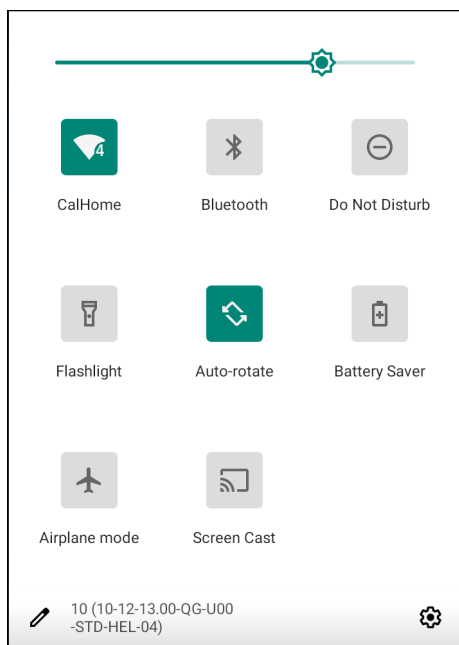 4
CalHome
Bluetooth
Do Not Disturb
Flashlight
Auto-rotate
Battery Saver
Airplane mode
Screen Cast
10 (10-12-13.00-QG-U00
-STD-HEL-04)